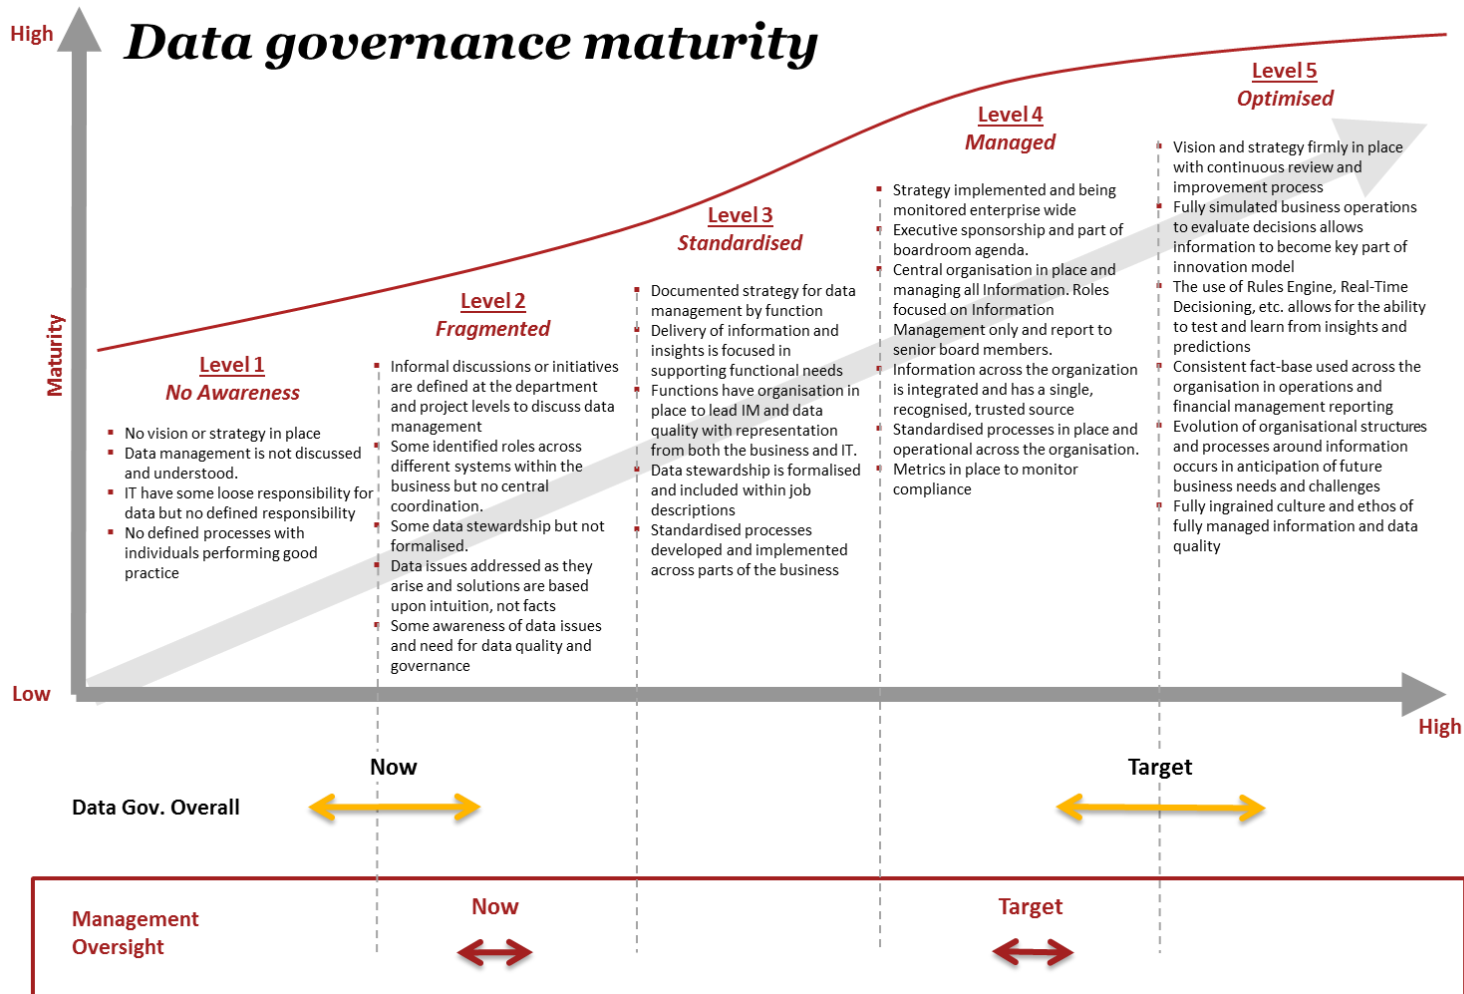 Data governance maturity
High
Maturity
Low
High
Level 1
No Awareness
No vision or strategy in place
Data management is not discussed
and understood.
IT have some loose responsibility for
data but no defined responsibility
No defined processes with
individuals performing good
practice
Level 2
Fragmented
Informal discussions or initiatives
are defined at the department
and project levels to discuss data
management
Some identified roles across
different systems within the
business but no central
coordination.
Some data stewardship but not
formalised.
Data issues addressed as they
arise and solutions are based
upon intuition, not facts
Some awareness of data issues
and need for data quality and
governance
Level 3
Standardised
Documented strategy for data
management by function
Delivery of information and
insights is focused in
supporting functional needs
Functions have organisation in
place to lead IM and data
quality with representation
from both the business and IT.
Data stewardship is formalised
and included within job
descriptions
Standardised processes
developed and implemented
across parts of the business
Level 4
Managed
Strategy implemented and being
monitored enterprise wide
Executive sponsorship and part of
boardroom agenda.
Central organisation in place and
managing all Information. Roles
focused on Information
Management only and report to
senior board members.
Information across the organization
is integrated and has a single,
recognised, trusted source
Standardised processes in place and
operational across the organisation.
Metrics in place to monitor
compliance
Level 5
Optimised
Vision and strategy firmly in place
with continuous review and
improvement process
Fully simulated business operations
to evaluate decisions allows
information to become key part of
innovation model
The use of Rules Engine, Real-Time
Decisioning, etc. allows for the ability
to test and learn from insights and
predictions
Consistent fact-base used across the
organisation in operations and
financial management reporting
Evolution of organisational structures
and processes around information
occurs in anticipation of future
business needs and challenges
Fully ingrained culture and ethos of
fully managed information and data
quality
Now
Target
Data Gov. Overall
Management
Oversight
Now
Target